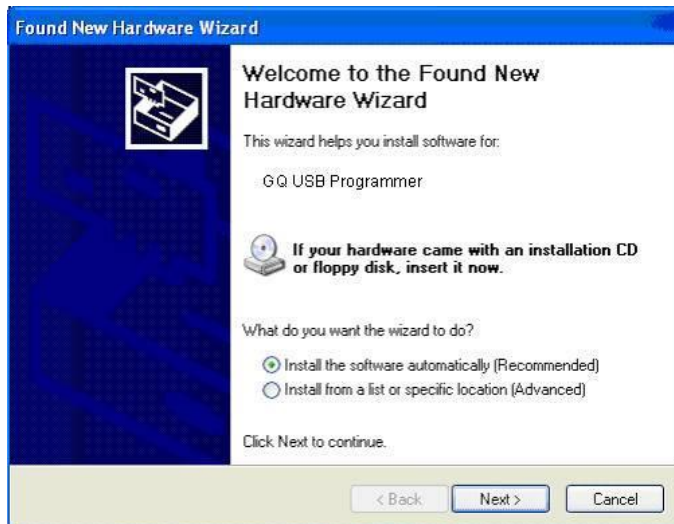 Found New Hardware Wizard
Welcome to the Found New
Hardware Wizard
This wizard helps you install software for:
GQ USB Programmer
If your hardware came with an installation CD
or floppy disk, insert it now.
What do you want the wizard to do?
Install the software automatically (Recommended)
Install from a list or specific location (Advanced)
Click Next to continue.
< Back Next > Cancel